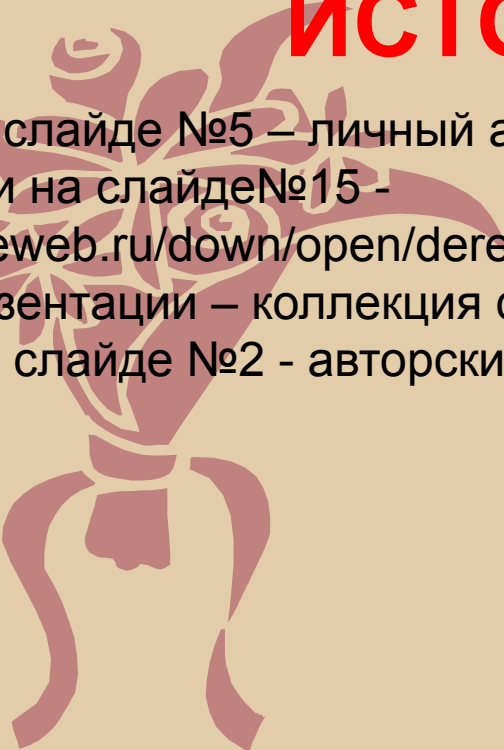 ИСТО
слайде №5 – личный а
и на слайде№15 -
eweb.ru/down/open/dere
зентации – коллекция с
слайде №2 - авторски